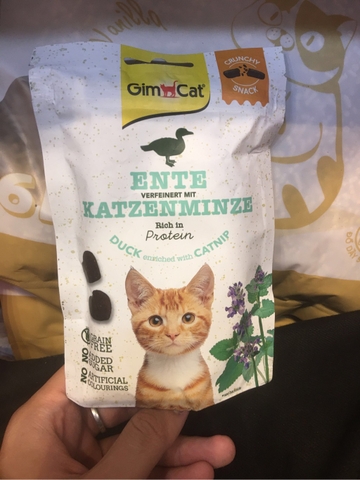 GimCat
CRUNCHY
SNACK
ENTE
VERFEINERT MIT
KATZENMINZE
Rich in
Protein
DUCK enriched with CATNIP
NO GRAIN
FREE
NO ADDED
SUGAR
NO ARTIFICIAL
COLOURINGS